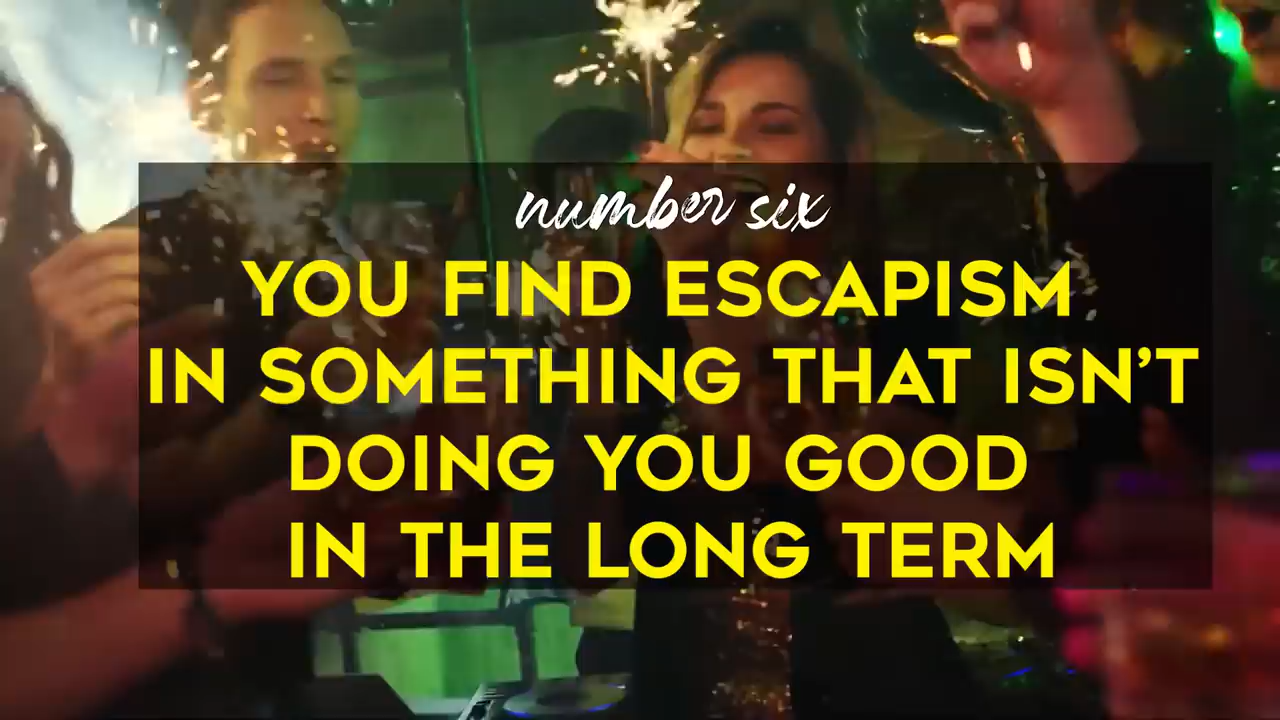 number six
YOU FIND ESCAPISM
IN SOMETHING THAT ISN’T
DOING YOU GOOD
IN THE LONG TERM